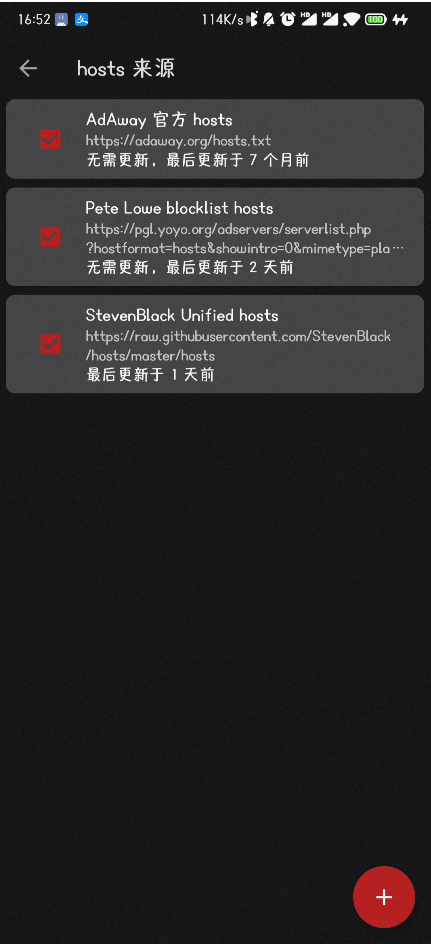 16:52 114K/s HD HD 100
hosts 来源
AdAway 官方 hosts
https://adaway.org/hosts.txt
无需更新，最后更新于 7 个月前
Pete Lowe blocklist hosts
https://pgl.yoyo.org/adservers/serverlist.php
?hostformat=hosts&showintro=0&mimetype=pla…
无需更新，最后更新于 2 天前
StevenBlack Unified hosts
https://raw.githubusercontent.com/StevenBlack
/hosts/master/hosts
最后更新于 1 天前